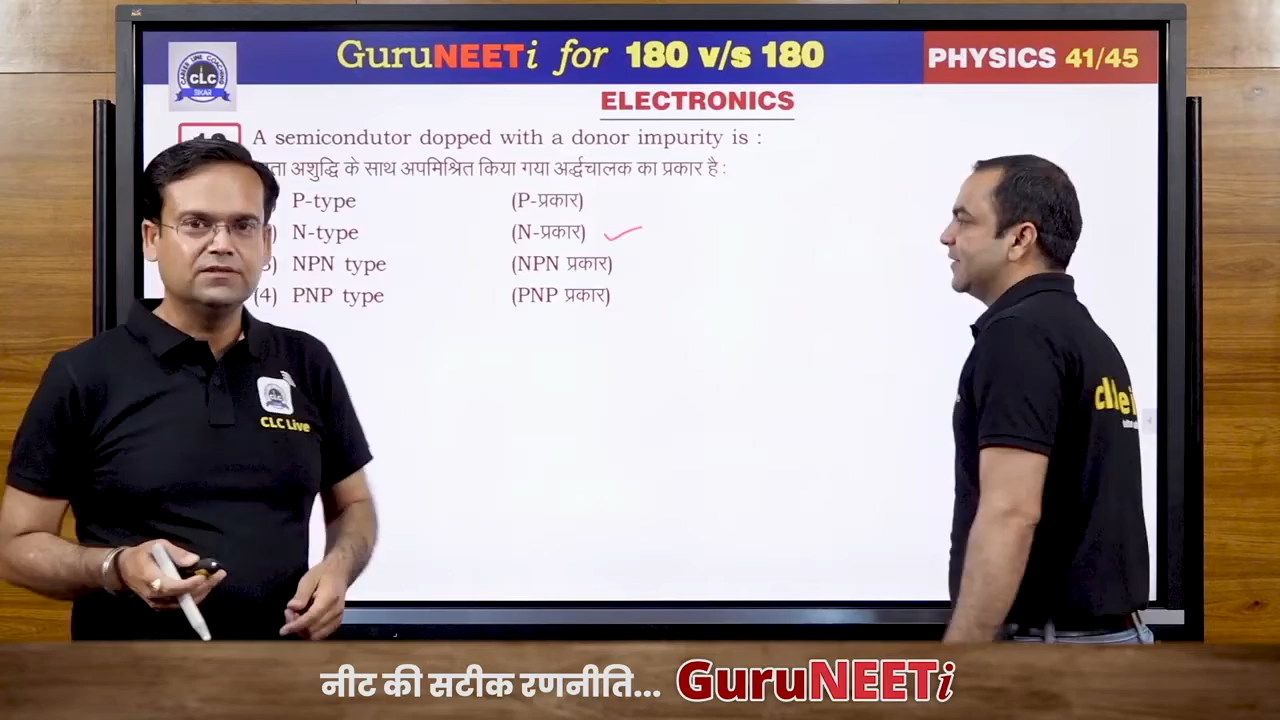 GuruNEETi for 180 v/s 180
PHYSICS 41/45
CLC
SIKAR
ELECTRONICS
A semicondutor dopped with a donor impurity is :
अशुद्धि के साथ अपमिश्रित किया गया अर्द्धचालक का प्रकार है :
P-type (P-प्रकार)
N-type (N-प्रकार)
NPN type (NPN प्रकार)
(4) PNP type (PNP प्रकार)
CLC Live
नीट की सटीक रणनीति... GuruNEETi